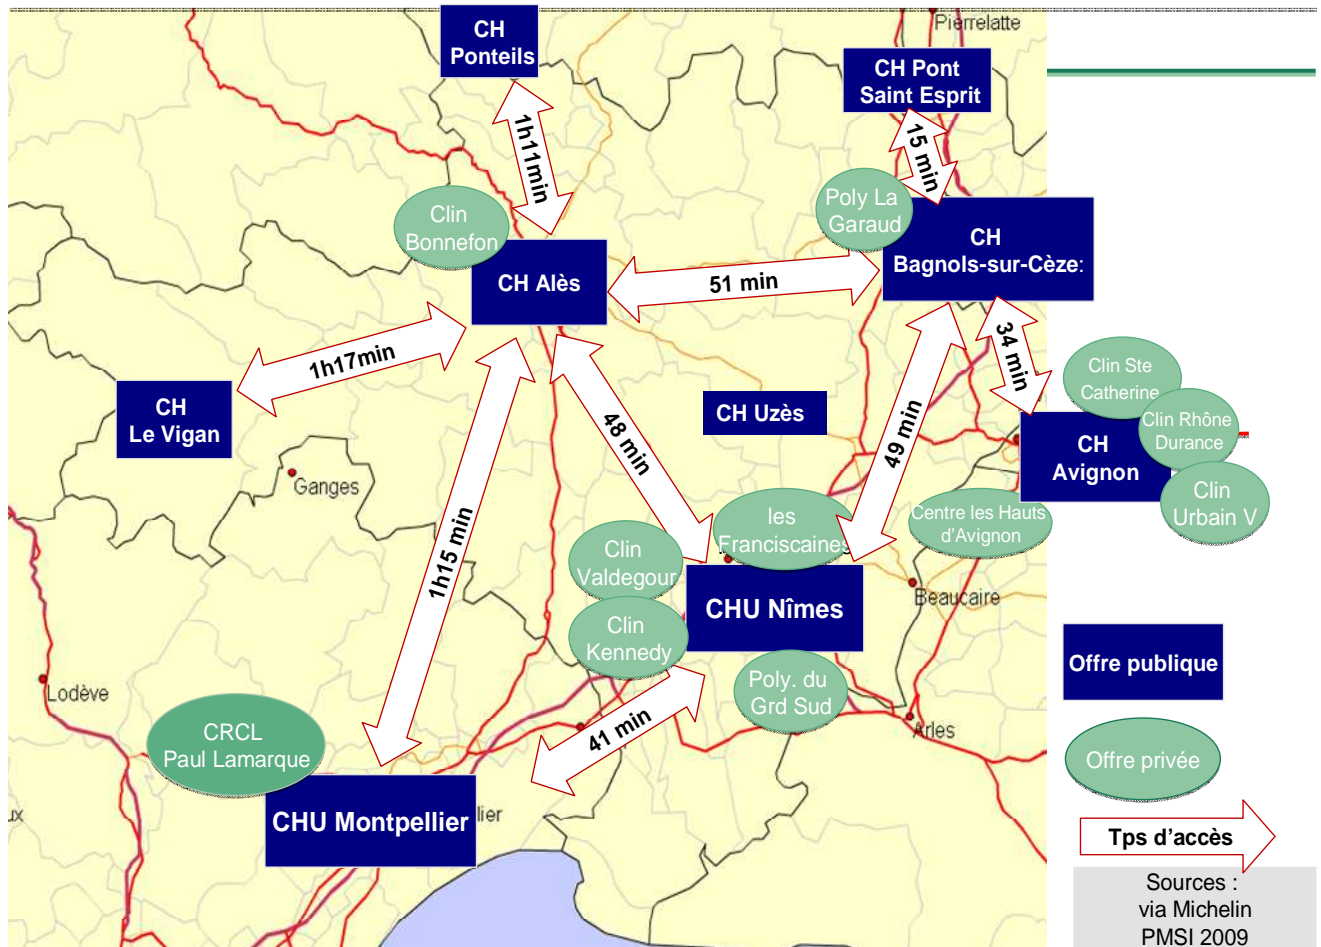 Pierrelatte
CH
Ponteils
CH Pont
Saint Esprit
1h11min
15 min
Clin
Bonnefon
Poly La
Garaud
CH Alès
CH
Bagnols-sur-Cèze:
51 min
1h17min
34 min
Clin Ste
Catherine
CH
Le Vigan
CH Uzès
Clin Rhône
Durance
48 min
49 min
CH
Avignon
Ganges
Clin
Urbain V
les
Franciscaines
Centre les Hauts
d’Avignon
1h15 min
Clin
Valdegour
CHU Nîmes
Beaucaire
Clin
Kennedy
Offre publique
Lodève
Poly. du
Grd Sud
Arles
CRCL
Paul Lamarque
41 min
Offre privée
CHU Montpellier
llier
ux
Tps d’accès
Sources :
via Michelin
PMSI 2009